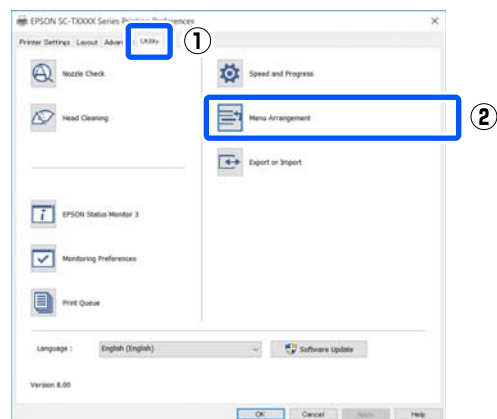 EPSON SC-TXXXX Series Printing Preferences
Printer Settings Layout Advan Utility
①
Nozzle Check
Speed and Progress
Head Cleaning
Menu Arrangement
②
Export or Import
EPSON Status Monitor 3
Monitoring Preferences
Print Queue
Language : English (English)
Software Update
Version 8.00
OK Cancel Apply Help